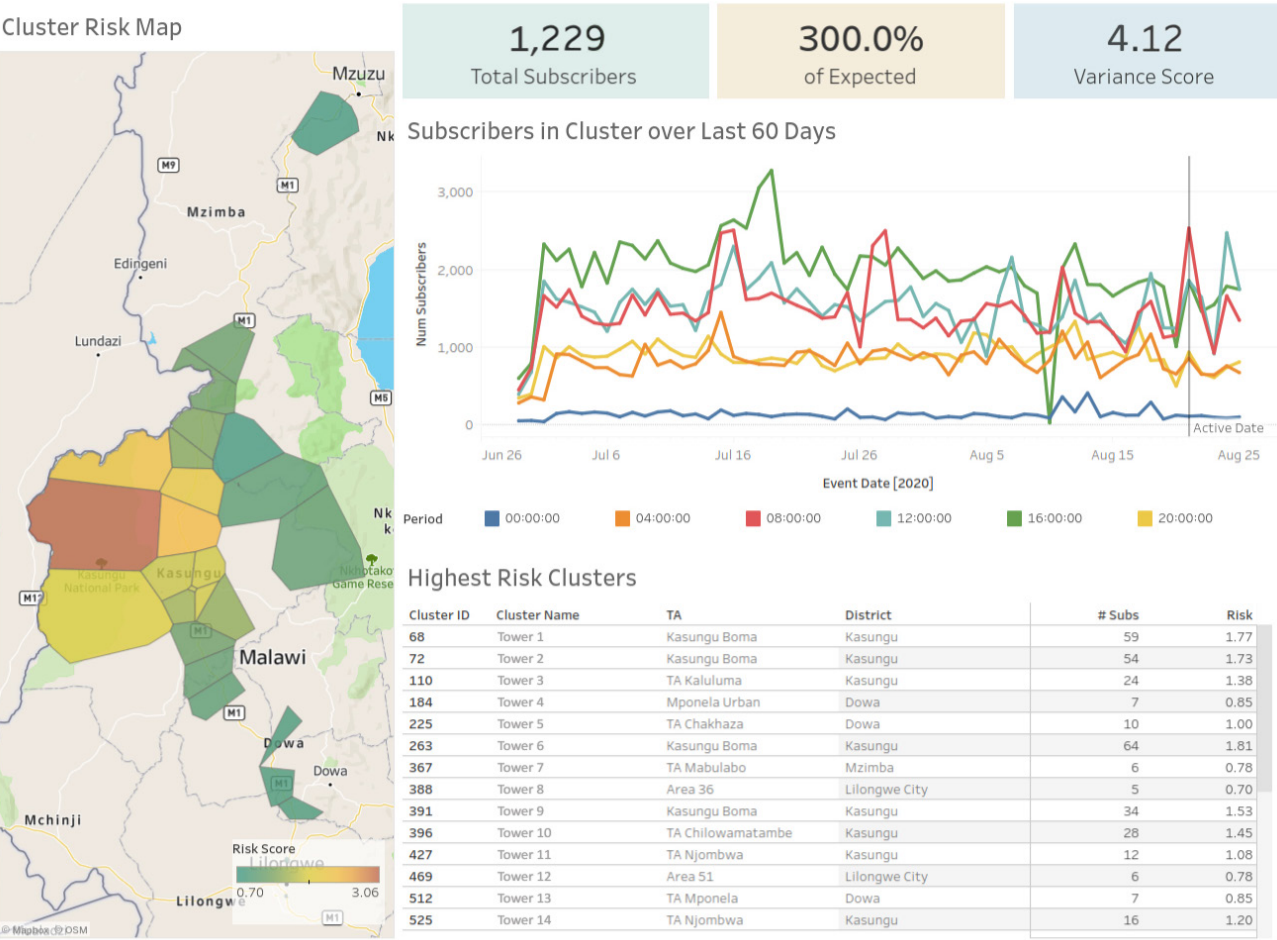 Cluster Risk Map
1,229
Total Subscribers
300.0%
of Expected
4.12
Variance Score
Mzuzu
Nk
M9
M1
Mzimba
Edingeni
M1
Lundazi
M5
Nk
k
Kasungu
National Park
Kasungu
Nkhotako
Game Rese
M12
M1
Malawi
M1
Dowa
M1
Dowa
Mchinji
Risk Score
Lilongwe
0.70
3.06
Lilongwe
M1
© Mapbox © OSM
Subscribers in Cluster over Last 60 Days
Num Subscribers
3,000
2,000
1,000
0
Active Date
Jun 26
Jul 6
Jul 16
Jul 26
Aug 5
Aug 15
Aug 25
Event Date [2020]
Period
00:00:00
04:00:00
08:00:00
12:00:00
16:00:00
20:00:00
Highest Risk Clusters
Cluster ID Cluster Name TA District # Subs Risk
68 Tower 1 Kasungu Boma Kasungu 59 1.77
72 Tower 2 Kasungu Boma Kasungu 54 1.73
110 Tower 3 TA Kaluluma Kasungu 24 1.38
184 Tower 4 Mponela Urban Dowa 7 0.85
225 Tower 5 TA Chakhaza Dowa 10 1.00
263 Tower 6 Kasungu Boma Kasungu 64 1.81
367 Tower 7 TA Mabulabo Mzimba 6 0.78
388 Tower 8 Area 36 Lilongwe City 5 0.70
391 Tower 9 Kasungu Boma Kasungu 34 1.53
396 Tower 10 TA Chilowamatambe Kasungu 28 1.45
427 Tower 11 TA Njombwa Kasungu 12 1.08
469 Tower 12 Area 51 Lilongwe City 6 0.78
512 Tower 13 TA Mponela Dowa 7 0.85
525 Tower 14 TA Njombwa Kasungu 16 1.20